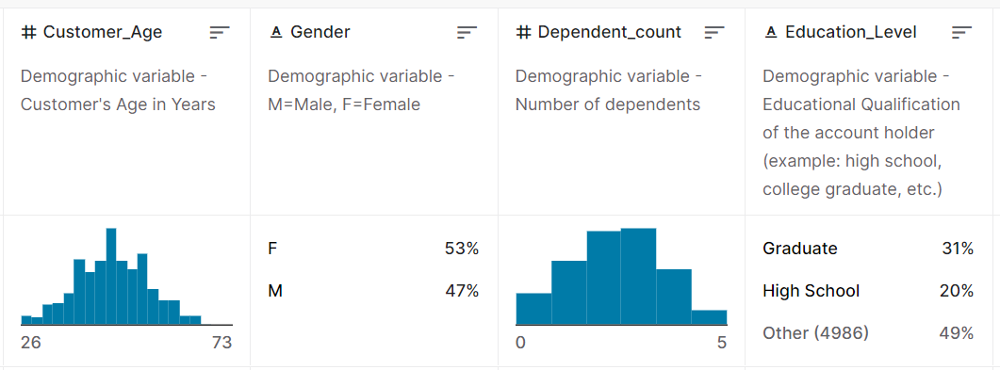 Customer_Age
Demographic variable -
Customer's Age in Years
26 73
Gender
Demographic variable -
M=Male, F=Female
F 53%
M 47%
Dependent_count
Demographic variable -
Number of dependents
0 5
Education_Level
Demographic variable -
Educational Qualification
of the account holder
(example: high school,
college graduate, etc.)
Graduate 31%
High School 20%
Other (4986) 49%